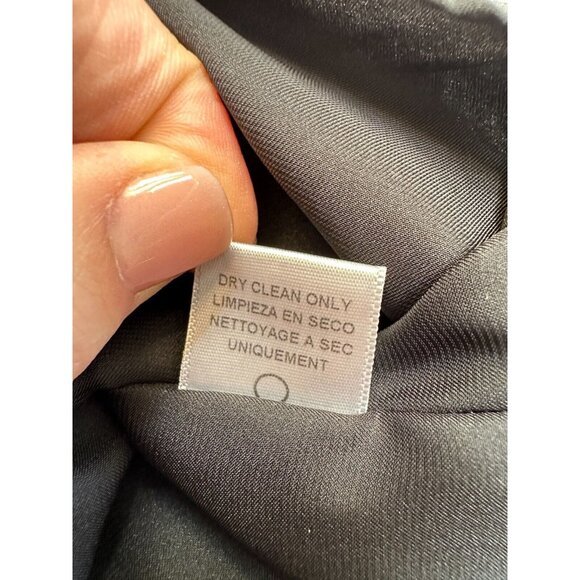 DRY CLEAN ONLY
LIMPIEZA EN SECO
NETTOYAGE A SEC
UNIQUEMENT